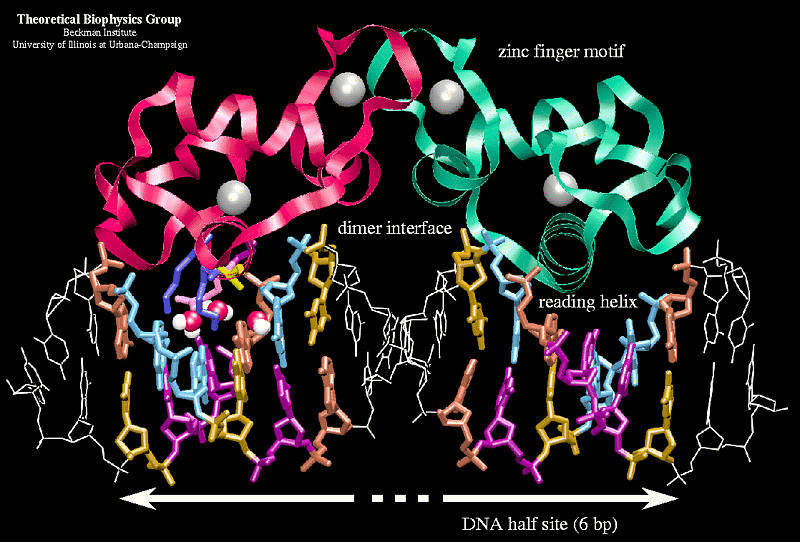 Theoretical Biophysics Group
Beckman Institute
University of Illinois at Urbana-Champaign
zinc finger motif
dimer interface
reading helix
DNA half site (6 bp)